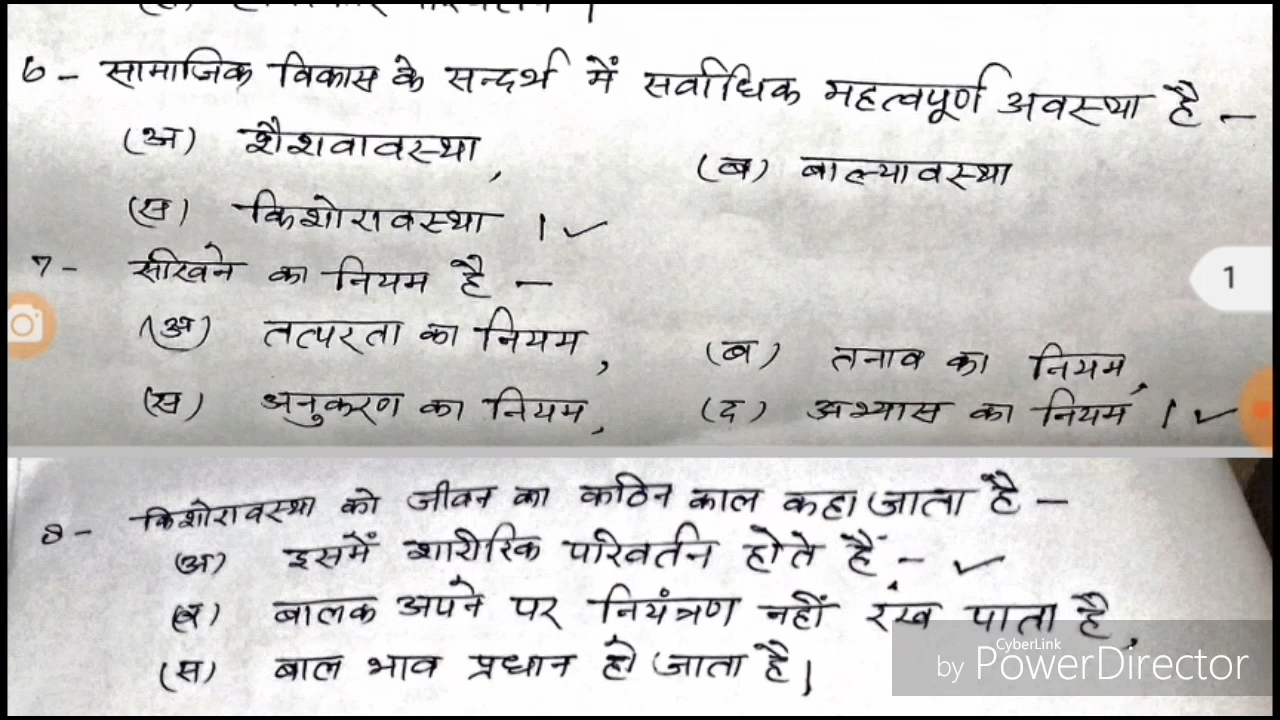 6 - सामाजिक विकास के सन्दर्भ में सर्वाधिक महत्वपूर्ण अवस्था है -
(अ) शैशवावस्था, (ब) बाल्यावस्था
(स) किशोरावस्था । ✓
7 - सीखने का नियम है -
(अ) तत्परता का नियम, (ब) तनाव का नियम,
(स) अनुकरण का नियम, (द) अभ्यास का नियम । ✓
1
8 - किशोरावस्था को जीवन का कठिन काल कहा जाता है -
(अ) इसमें शारीरिक परिवर्तन होते हैं - ✓
(ब) बालक अपने पर नियंत्रण नहीं रख पाता है,
(स) बाल भाव प्रधान हो जाता है।
CyberLink
by PowerDirector